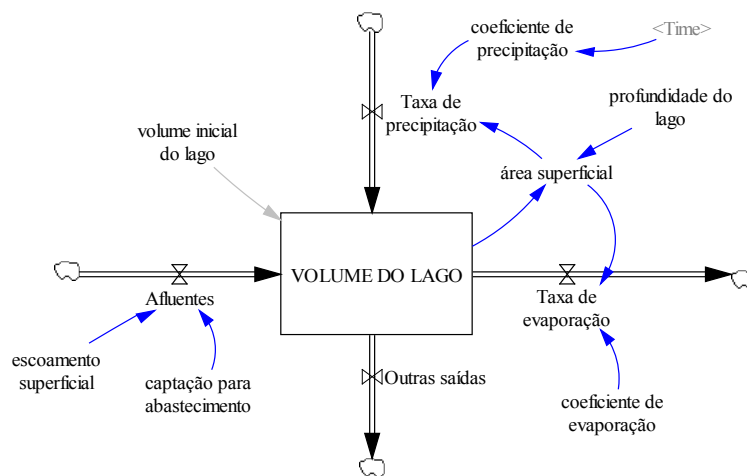 coeficiente de
precipitação
<Time>
Taxa de
precipitação
profundidade do
lago
volume inicial
do lago
área superficial
VOLUME DO LAGO
Afluentes
Taxa de
evaporação
escoamento
superficial
captação para
abastecimento
Outras saídas
coeficiente de
evaporação